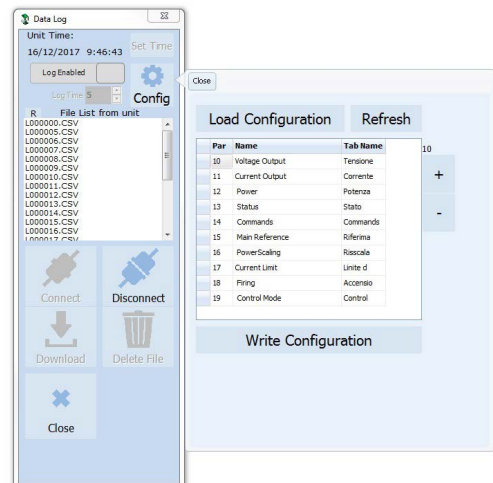 Data Log
Unit Time:
16/12/2017 9:46:43
Set Time
Log Enabled
Log Time 5
Config
R File List from unit
L000000.CSV
L000005.CSV
L000006.CSV
L000007.CSV
L000008.CSV
L000009.CSV
L000010.CSV
L000011.CSV
L000012.CSV
L000013.CSV
L000014.CSV
L000015.CSV
L000016.CSV
L000017.CSV
Connect
Disconnect
Download
Delete File
Close
Close
Load Configuration
Refresh
Par Name Tab Name
10 Voltage Output Tensione
11 Current Output Corrente
12 Power Potenza
13 Status Stato
14 Commands Commands
15 Main Reference Riferima
16 PowerScaling Risscala
17 Current Limit Linite d
18 Firing Accensio
19 Control Mode Control
10
+
-
Write Configuration